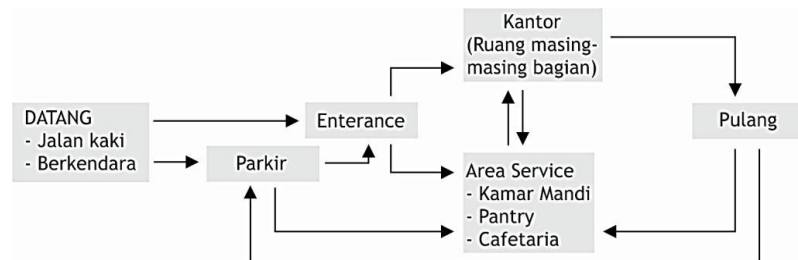 DATANG
- Jalan kaki
- Berkendara
Parkir
Enterance
Kantor
(Ruang masing-
masing bagian)
Area Service
- Kamar Mandi
- Pantry
- Cafetaria
Pulang